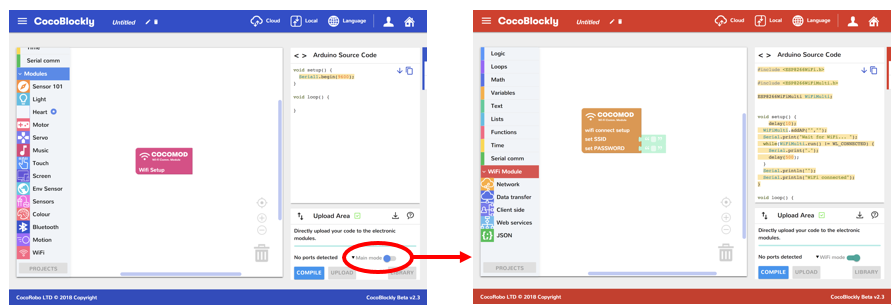 CocoBlockly
Untitled
Cloud
Local
Language
Time
Serial comm
Modules
Sensor 101
Light
Heart
Motor
Servo
Music
Touch
Screen
Env Sensor
Sensors
Colour
Bluetooth
Motion
WiFi
PROJECTS
COCOMOD
Wifi Setup
< > Arduino Source Code
void setup() {
}
void loop() {
}
Upload Area
Directly upload your code to the electronic
modules.
No ports detected
Main mode
COMPILE
UPLOAD
LIBRARY
CocoRobo LTD © 2018 Copyright
CocoBlockly Beta v2.3
CocoBlockly
Untitled
Cloud
Local
Language
Logic
Loops
Math
Variables
Text
Lists
Functions
Time
Serial comm
WiFi Module
Network
Data transfer
Client side
Web services
JSON
PROJECTS
COCOMOD
wifi connect setup
set SSID
set PASSWORD
< > Arduino Source Code
#include <ESP8266WiFi.h>
#include <ESP8266WiFiMulti.h>
ESP8266WiFiMulti WiFiMulti;
void setup() {
WiFiMulti.addAP("","");
Serial.print("Wait for WiFi... ");
while(WiFiMulti.run() != WL_CONNECTED) {
Serial.print(".");
}
Serial.println("");
Serial.println("WiFi connected");
}
void loop() {
Upload Area
Directly upload your code to the electronic
modules.
No ports detected
WiFi mode
COMPILE
UPLOAD
LIBRARY
CocoRobo LTD © 2018 Copyright
CocoBlockly Beta v2.3